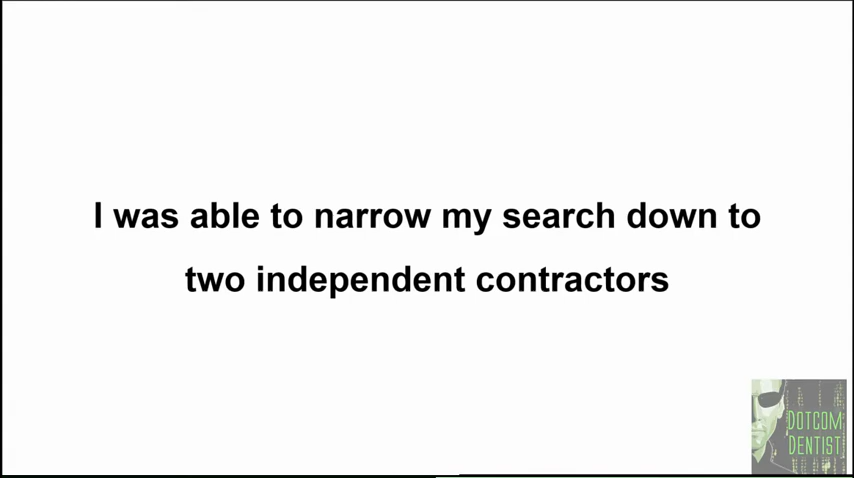 I was able to narrow my search down to
two independent contractors
DOTCOM
DENTIST